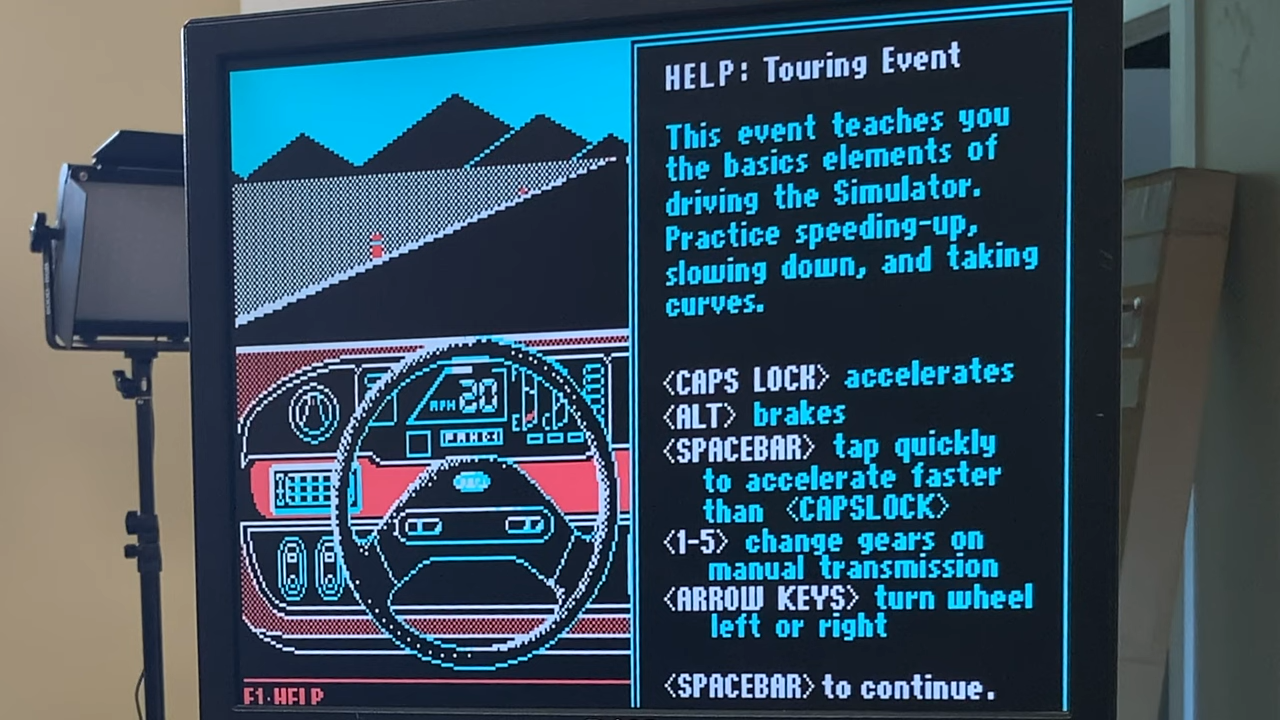 HELP: Touring Event
This event teaches you
the basics elements of
driving the Simulator.
Practice speeding-up,
slowing down, and taking
curves.
<CAPS LOCK> accelerates
<ALT> brakes
<SPACEBAR> tap quickly
to accelerate faster
than <CAPSLOCK>
<1-5> change gears on
manual transmission
<ARROW KEYS> turn wheel
left or right
<SPACEBAR> to continue.
MPH 20
E
F1-HELP